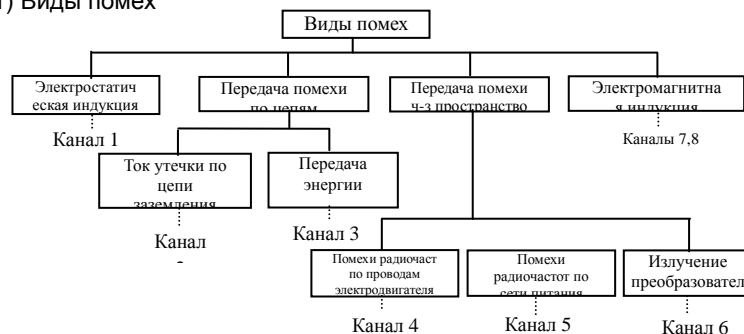 1) Виды помех
Виды помех
Электростатич
еская индукция
Передача помехи
по цепям
Передача помехи
ч-з пространство
Электромагнитна
я индукция
Канал 1
Каналы 7,8
Ток утечки по
цепи
заземления
Передача
энергии
Канал
Канал 3
Помехи радиочаст
по проводам
электродвигателя
Помехи
радиочастот по
сети питания
Излучение
преобразовател
Канал 4
Канал 5
Канал 6